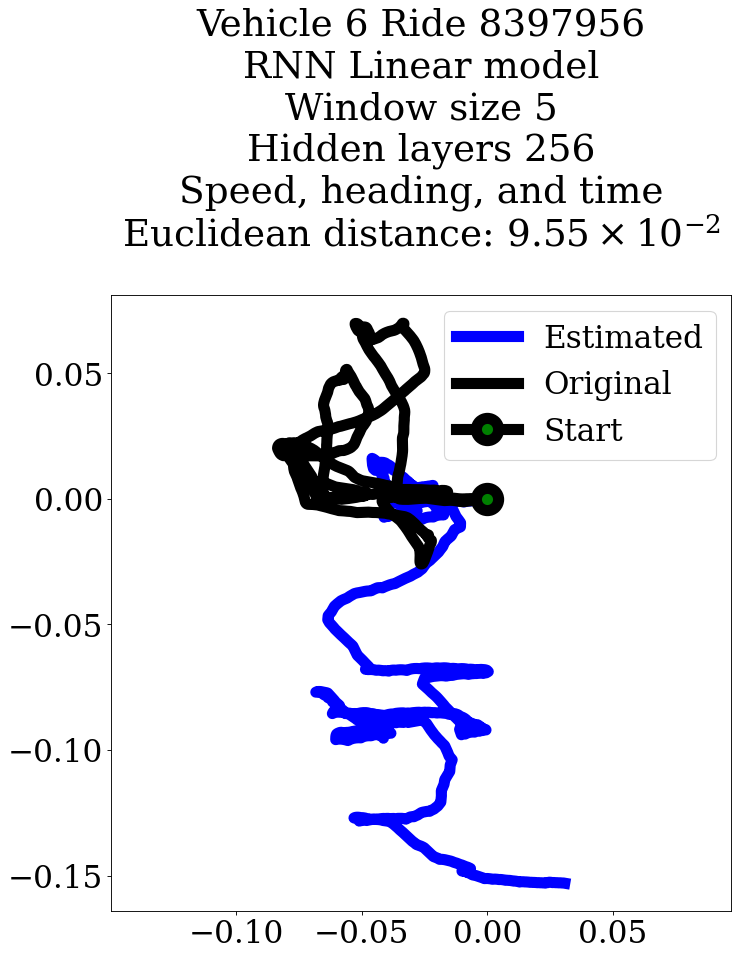 Vehicle 6 Ride 8397956
RNN Linear model
Window size 5
Hidden layers 256
Speed, heading, and time
Euclidean distance: 9.55 × 10⁻²
Estimated
Original
Start
0.05
0.00
−0.05
−0.10
−0.15
−0.10 −0.05 0.00 0.05